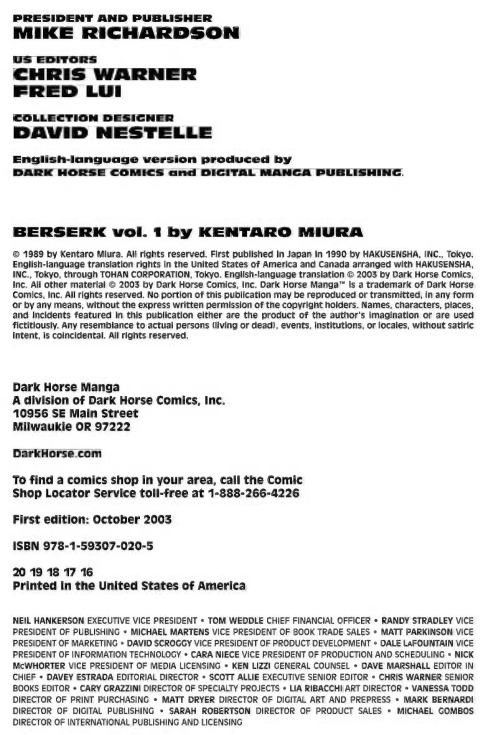 PRESIDENT AND PUBLISHER
MIKE RICHARDSON
US EDITORS
CHRIS WARNER
FRED LUI
COLLECTION DESIGNER
DAVID NESTELLE
English-language version produced by
DARK HORSE COMICS and DIGITAL MANGA PUBLISHING.
BERSERK vol. 1 by KENTARO MIURA
© 1989 by Kentaro Miura. All rights reserved. First published in Japan in 1990 by HAKUSENSHA, INC., Tokyo.
English-language translation rights in the United States of America and Canada arranged with HAKUSENSHA,
INC., Tokyo, through TOHAN CORPORATION, Tokyo. English-language translation © 2003 by Dark Horse Comics,
Inc. All other material © 2003 by Dark Horse Comics, Inc. Dark Horse Manga™ is a trademark of Dark Horse
Comics, Inc. All rights reserved. No portion of this publication may be reproduced or transmitted, in any form
or by any means, without the express written permission of the copyright holders. Names, characters, places,
and incidents featured in this publication either are the product of the author's imagination or are used
fictitiously. Any resemblance to actual persons (living or dead), events, institutions, or locales, without satiric
intent, is coincidental. All rights reserved.
Dark Horse Manga
A division of Dark Horse Comics, Inc.
10956 SE Main Street
Milwaukie OR 97222
DarkHorse.com
To find a comics shop in your area, call the Comic
Shop Locator Service toll-free at 1-888-266-4226
First edition: October 2003
ISBN 978-1-59307-020-5
20 19 18 17 16
Printed in the United States of America
NEIL HANKERSON EXECUTIVE VICE PRESIDENT • TOM WEDDLE CHIEF FINANCIAL OFFICER • RANDY STRADLEY VICE
PRESIDENT OF PUBLISHING • MICHAEL MARTENS VICE PRESIDENT OF BOOK TRADE SALES • MATT PARKINSON VICE
PRESIDENT OF MARKETING • DAVID SCROGGY VICE PRESIDENT OF PRODUCT DEVELOPMENT • DALE LaFOUNTAIN VICE
PRESIDENT OF INFORMATION TECHNOLOGY • CARA NIECE VICE PRESIDENT OF PRODUCTION AND SCHEDULING • NICK
McWHORTER VICE PRESIDENT OF MEDIA LICENSING • KEN LIZZI GENERAL COUNSEL • DAVE MARSHALL EDITOR IN
CHIEF • DAVEY ESTRADA EDITORIAL DIRECTOR • SCOTT ALLIE EXECUTIVE SENIOR EDITOR • CHRIS WARNER SENIOR
BOOKS EDITOR • CARY GRAZZINI DIRECTOR OF SPECIALTY PROJECTS • LIA RIBACCHI ART DIRECTOR • VANESSA TODD
DIRECTOR OF PRINT PURCHASING • MATT DRYER DIRECTOR OF DIGITAL ART AND PREPRESS • MARK BERNARDI
DIRECTOR OF DIGITAL PUBLISHING • SARAH ROBERTSON DIRECTOR OF PRODUCT SALES • MICHAEL GOMBOS
DIRECTOR OF INTERNATIONAL PUBLISHING AND LICENSING